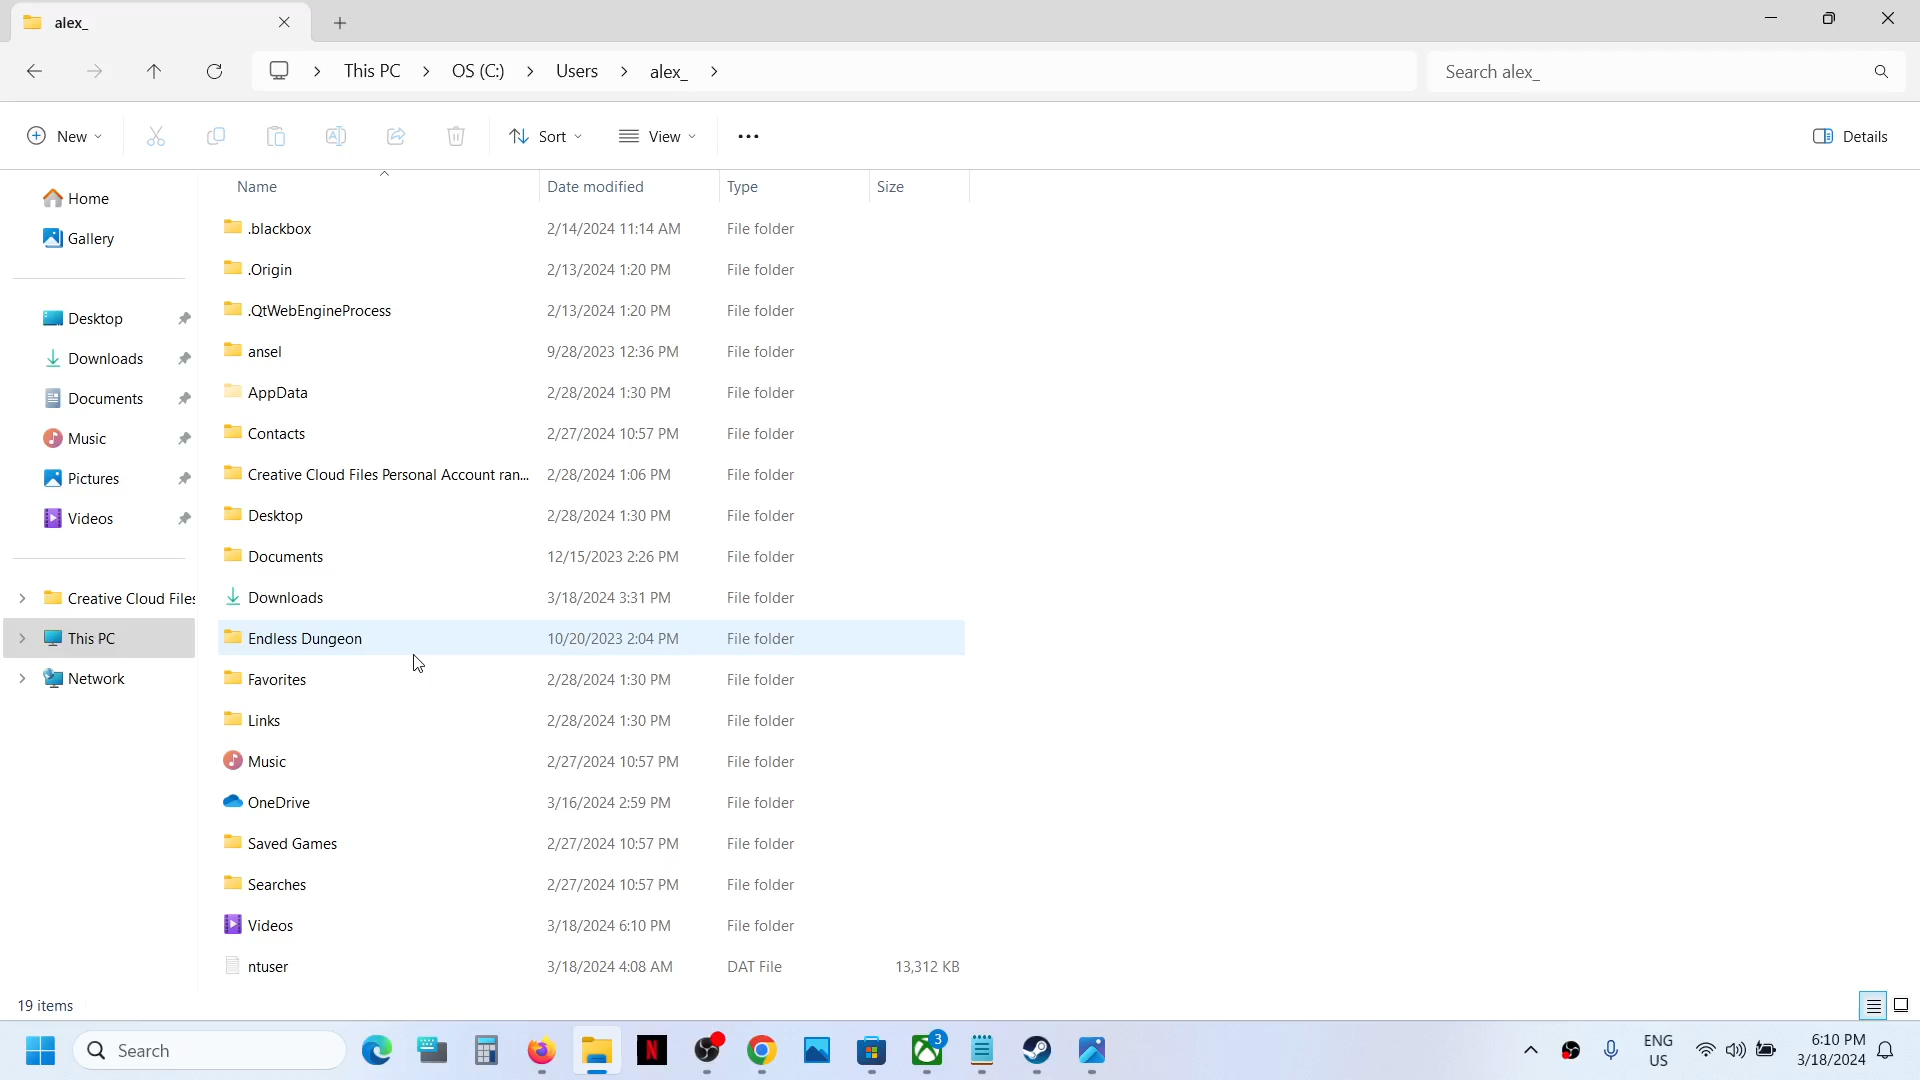 alex_
This PC > OS (C:) > Users > alex_ >
Search alex_
New
Sort
View
Details
Name
Date modified
Type
Size
Home
Gallery
Desktop
Downloads
Documents
Music
Pictures
Videos
Creative Cloud Files
This PC
Network
.blackbox 2/14/2024 11:14 AM File folder
.Origin 2/13/2024 1:20 PM File folder
.QtWebEngineProcess 2/13/2024 1:20 PM File folder
ansel 9/28/2023 12:36 PM File folder
AppData 2/28/2024 1:30 PM File folder
Contacts 2/27/2024 10:57 PM File folder
Creative Cloud Files Personal Account ran... 2/28/2024 1:06 PM File folder
Desktop 2/28/2024 1:30 PM File folder
Documents 12/15/2023 2:26 PM File folder
Downloads 3/18/2024 3:31 PM File folder
Endless Dungeon 10/20/2023 2:04 PM File folder
Favorites 2/28/2024 1:30 PM File folder
Links 2/28/2024 1:30 PM File folder
Music 2/27/2024 10:57 PM File folder
OneDrive 3/16/2024 2:59 PM File folder
Saved Games 2/27/2024 10:57 PM File folder
Searches 2/27/2024 10:57 PM File folder
Videos 3/18/2024 6:10 PM File folder
ntuser 3/18/2024 4:08 AM DAT File 13,312 KB
19 items
Search
N
3
ENG
US
6:10 PM
3/18/2024